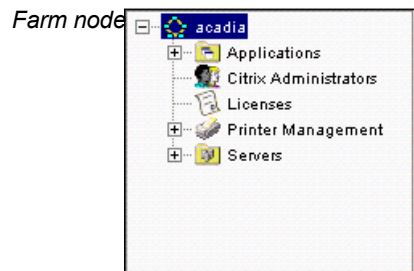 Farm node
acadia
Applications
Citrix Administrators
Licenses
Printer Management
Servers